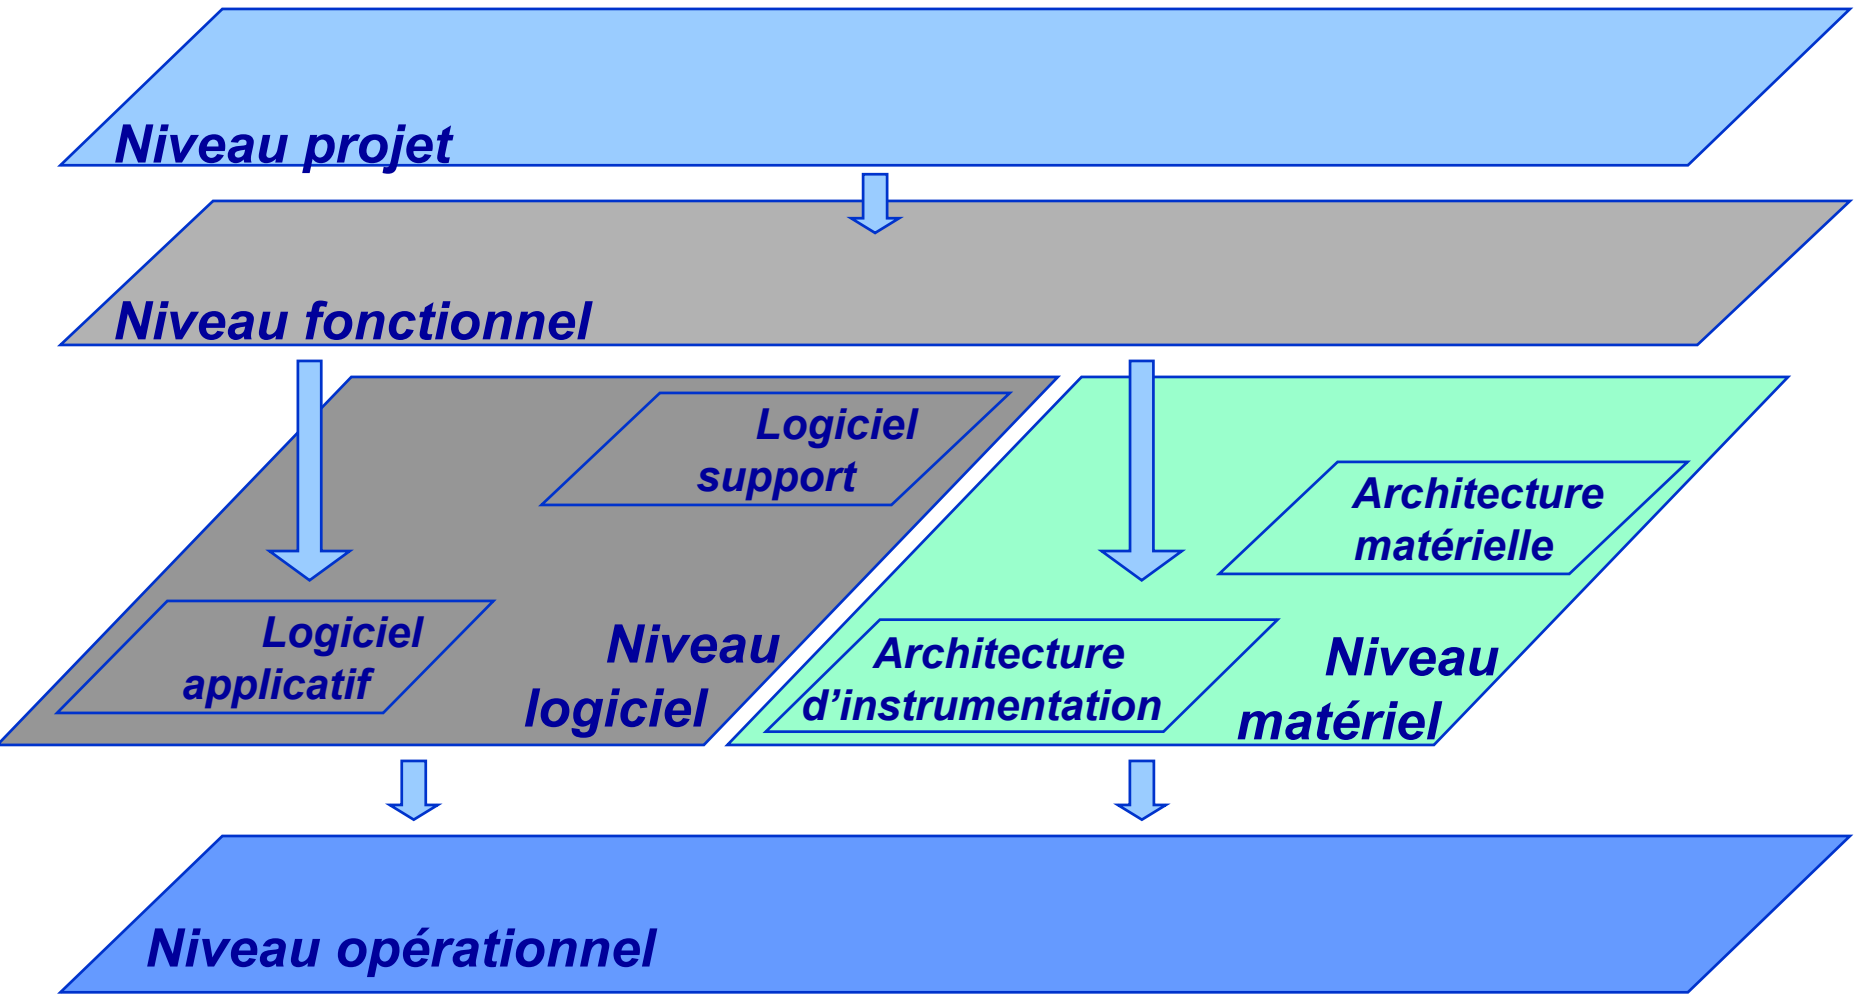 Niveau projet
Niveau fonctionnel
Logiciel
support
Logiciel
applicatif
Niveau
logiciel
Architecture
matérielle
Architecture
d’instrumentation
Niveau
matériel
Niveau opérationnel